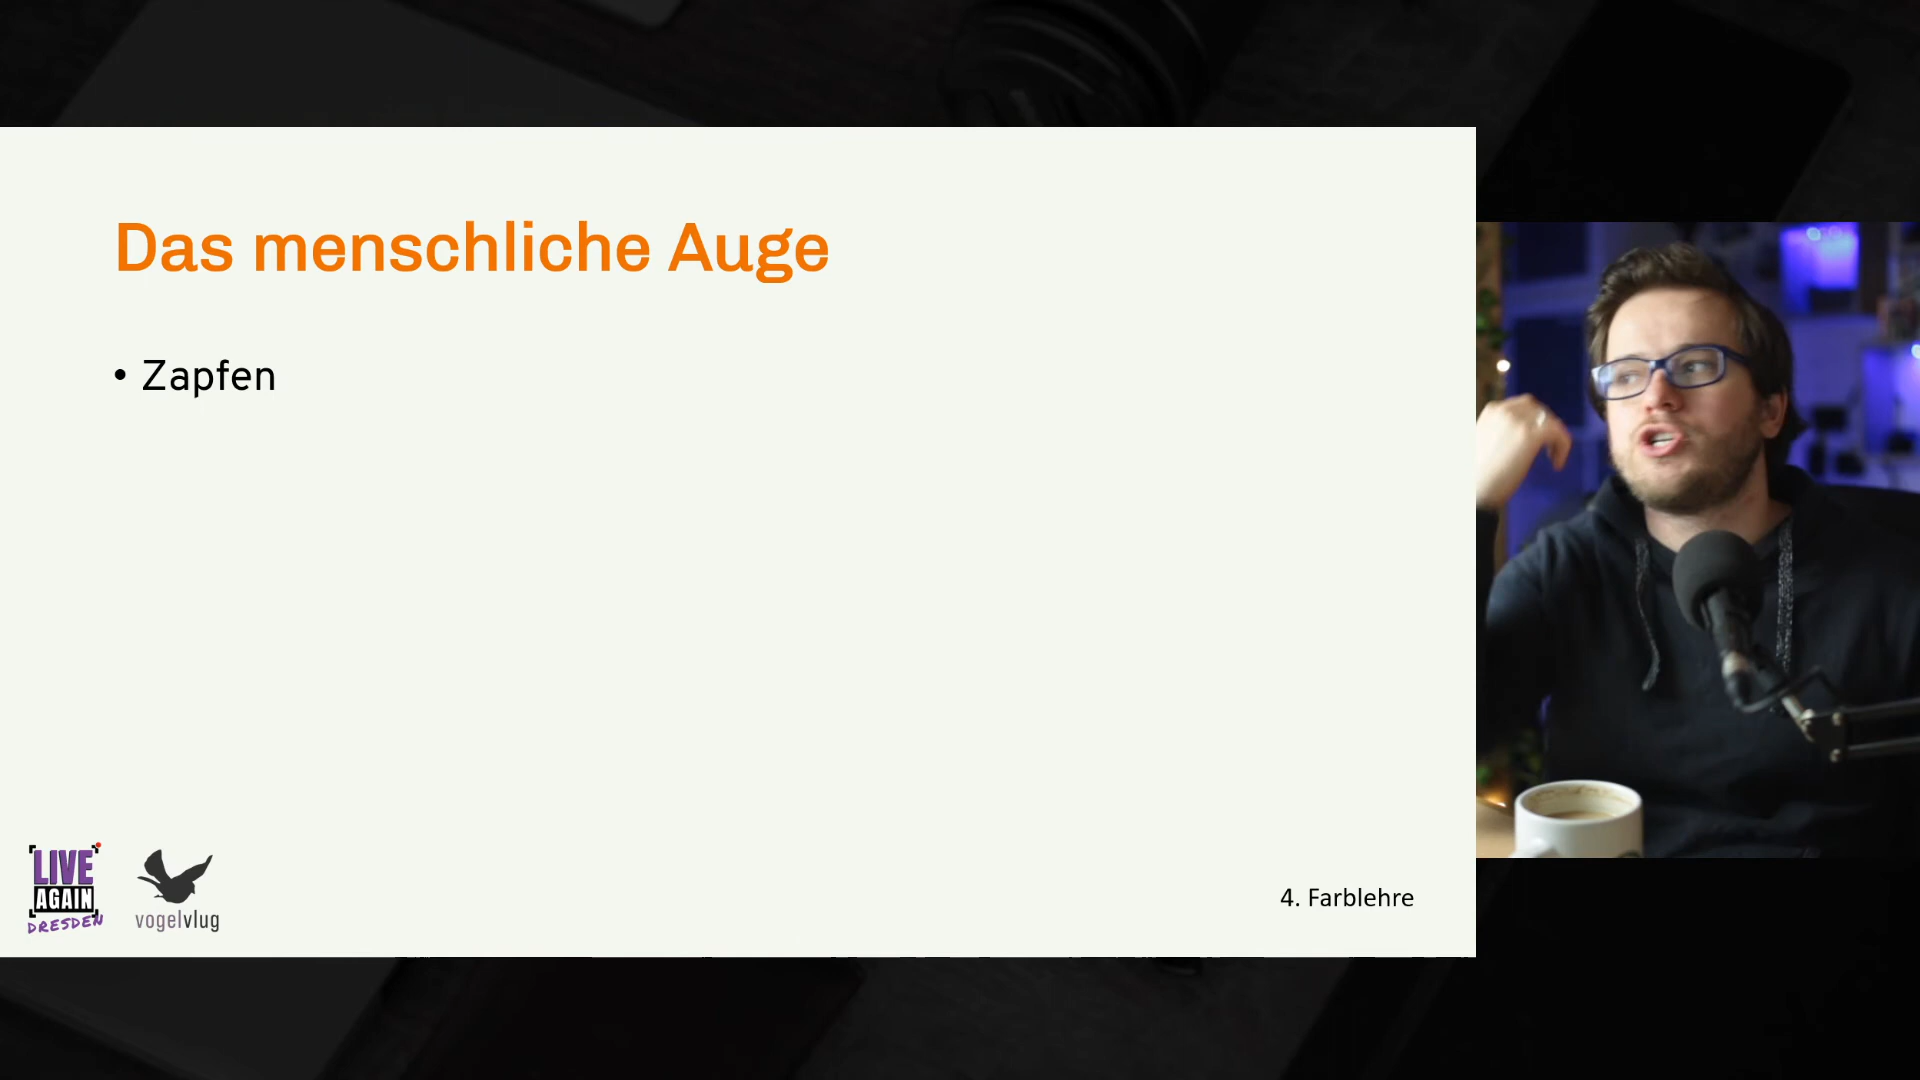 Das menschliche Auge
• Zapfen
LIVE
AGAIN
DRESDEN
vogelvlug
4. Farblehre